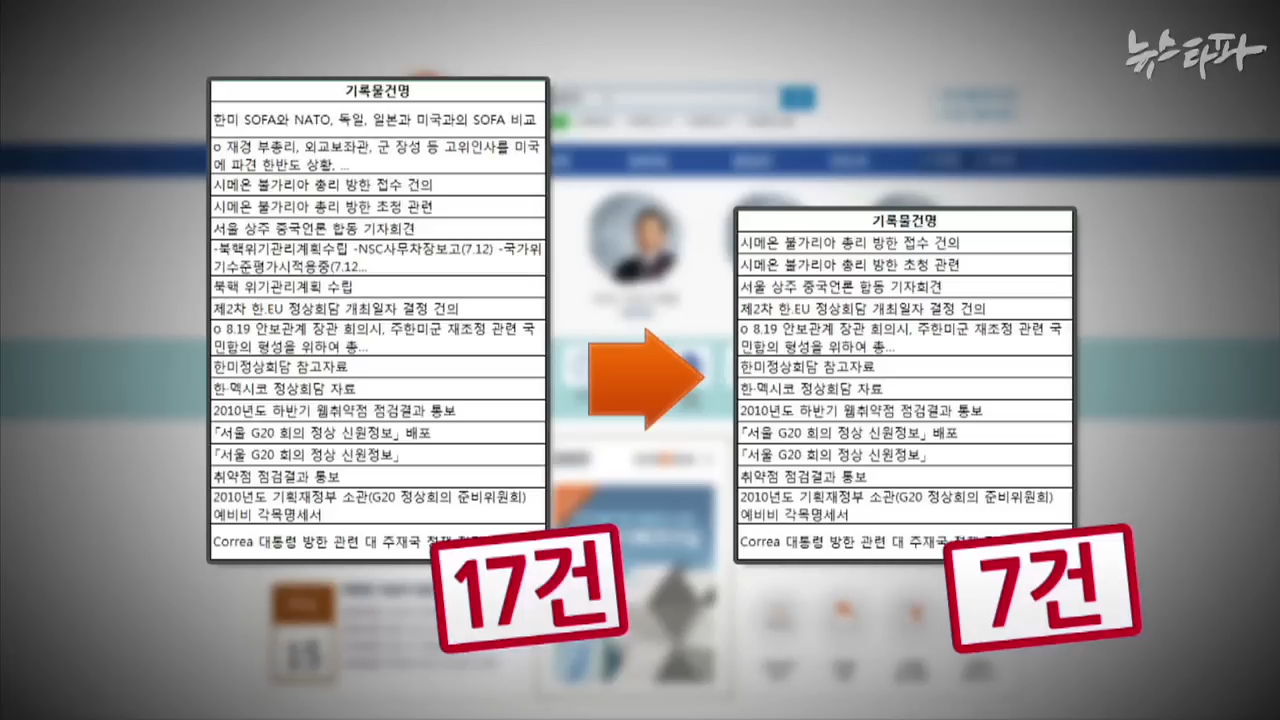 뉴스타파
기록물건명
한미 SOFA와 NATO, 독일, 일본과 미국과의 SOFA 비교
o 재경 부총리, 외교보좌관, 군 장성 등 고위인사를 미국
에 파견 한반도 상황, ...
시메온 불가리아 총리 방한 접수 건의
시메온 불가리아 총리 방한 초청 관련
서울 상주 중국언론 합동 기자회견
-북핵위기관리계획수립 -NSC사무차장보고(7.12) -국가위
기수준평가시적용중(7.12...
북핵 위기관리계획 수립
제2차 한.EU 정상회담 개최일자 결정 건의
o 8.19 안보관계 장관 회의시, 주한미군 재조정 관련 국
민합의 형성을 위하여 총...
한미정상회담 참고자료
한·멕시코 정상회담 자료
2010년도 하반기 웹취약점 점검결과 통보
「서울 G20 회의 정상 신원정보」 배포
「서울 G20 회의 정상 신원정보」
취약점 점검결과 통보
2010년도 기획재정부 소관(G20 정상회의 준비위원회)
예비비 각목명세서
Correa 대통령 방한 관련 대 주재국
17건
기록물건명
시메온 불가리아 총리 방한 접수 건의
시메온 불가리아 총리 방한 초청 관련
서울 상주 중국언론 합동 기자회견
제2차 한.EU 정상회담 개최일자 결정 건의
o 8.19 안보관계 장관 회의시, 주한미군 재조정 관련 국
민합의 형성을 위하여 총...
한미정상회담 참고자료
한·멕시코 정상회담 자료
2010년도 하반기 웹취약점 점검결과 통보
「서울 G20 회의 정상 신원정보」 배포
「서울 G20 회의 정상 신원정보」
취약점 점검결과 통보
2010년도 기획재정부 소관(G20 정상회의 준비위원회)
예비비 각목명세서
Correa 대통령 방한 관련 대 주재국
7건
15